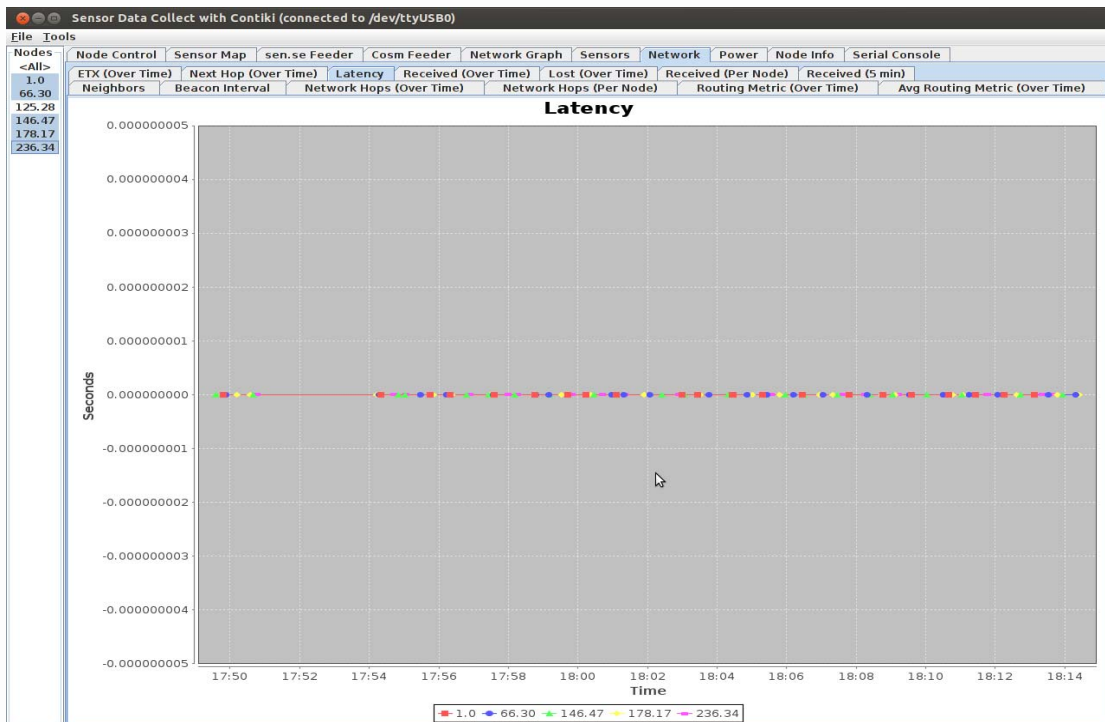 Sensor Data Collect with Contiki (connected to /dev/ttyUSB0)
File Tools
Nodes
<All>
1.0
66.30
125.28
146.47
178.17
236.34
Node Control Sensor Map sen.se Feeder Cosm Feeder Network Graph Sensors Network Power Node Info Serial Console
ETX (Over Time) Next Hop (Over Time) Latency Received (Over Time) Lost (Over Time) Received (Per Node) Received (5 min)
Neighbors Beacon Interval Network Hops (Over Time) Network Hops (Per Node) Routing Metric (Over Time) Avg Routing Metric (Over Time)
Latency
0.000000005
0.000000004
0.000000003
0.000000002
0.000000001
0.000000000
-0.000000001
-0.000000002
-0.000000003
-0.000000004
-0.000000005
Seconds
17:50 17:52 17:54 17:56 17:58 18:00 18:02 18:04 18:06 18:08 18:10 18:12 18:14
Time
1.0 66.30 146.47 178.17 236.34